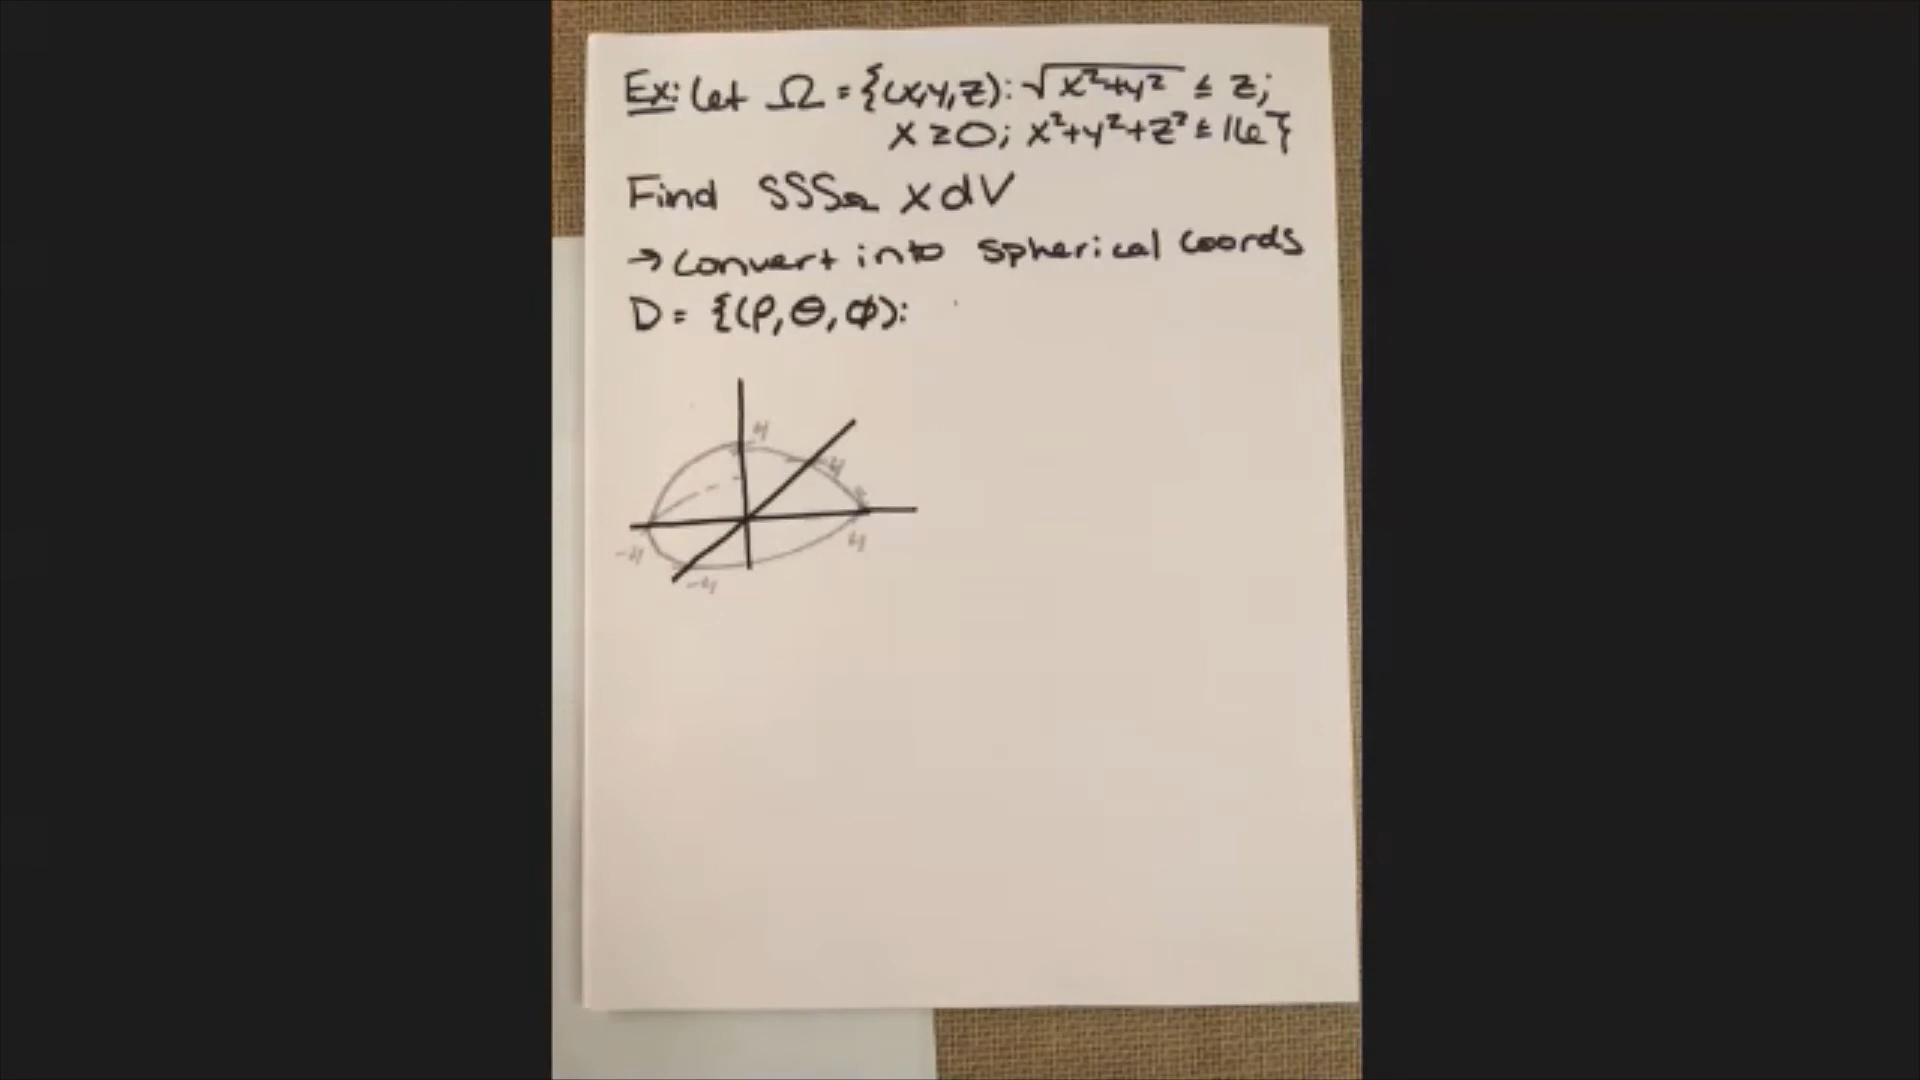 Ex: Let Ω = {(x,y,z): √x²+y² ≤ z;
x ≥ 0; x²+y²+z² ≤ 16}
Find SSS_Ω x dV
→ Convert into spherical coords
D = {(ρ, θ, φ):
4
4
-4
4
-4